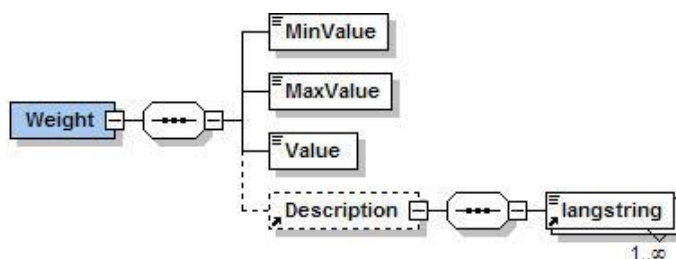 MinValue
MaxValue
Weight
Value
Description
langstring
1..∞